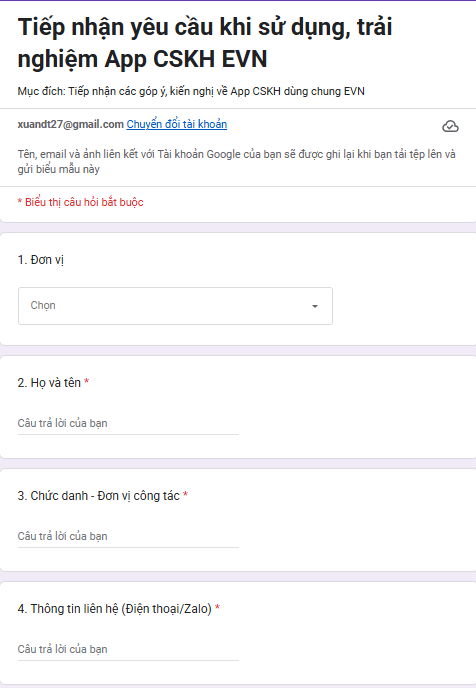 Tiếp nhận yêu cầu khi sử dụng, trải
nghiệm App CSKH EVN
Mục đích: Tiếp nhận các góp ý, kiến nghị về App CSKH dùng chung EVN
xuandt27@gmail.com Chuyển đổi tài khoản
Tên, email và ảnh liên kết với Tài khoản Google của bạn sẽ được ghi lại khi bạn tải tệp lên và
gửi biểu mẫu này
* Biểu thị câu hỏi bắt buộc
1. Đơn vị
Chọn
2. Họ và tên *
Câu trả lời của bạn
3. Chức danh - Đơn vị công tác *
Câu trả lời của bạn
4. Thông tin liên hệ (Điện thoại/Zalo) *
Câu trả lời của bạn